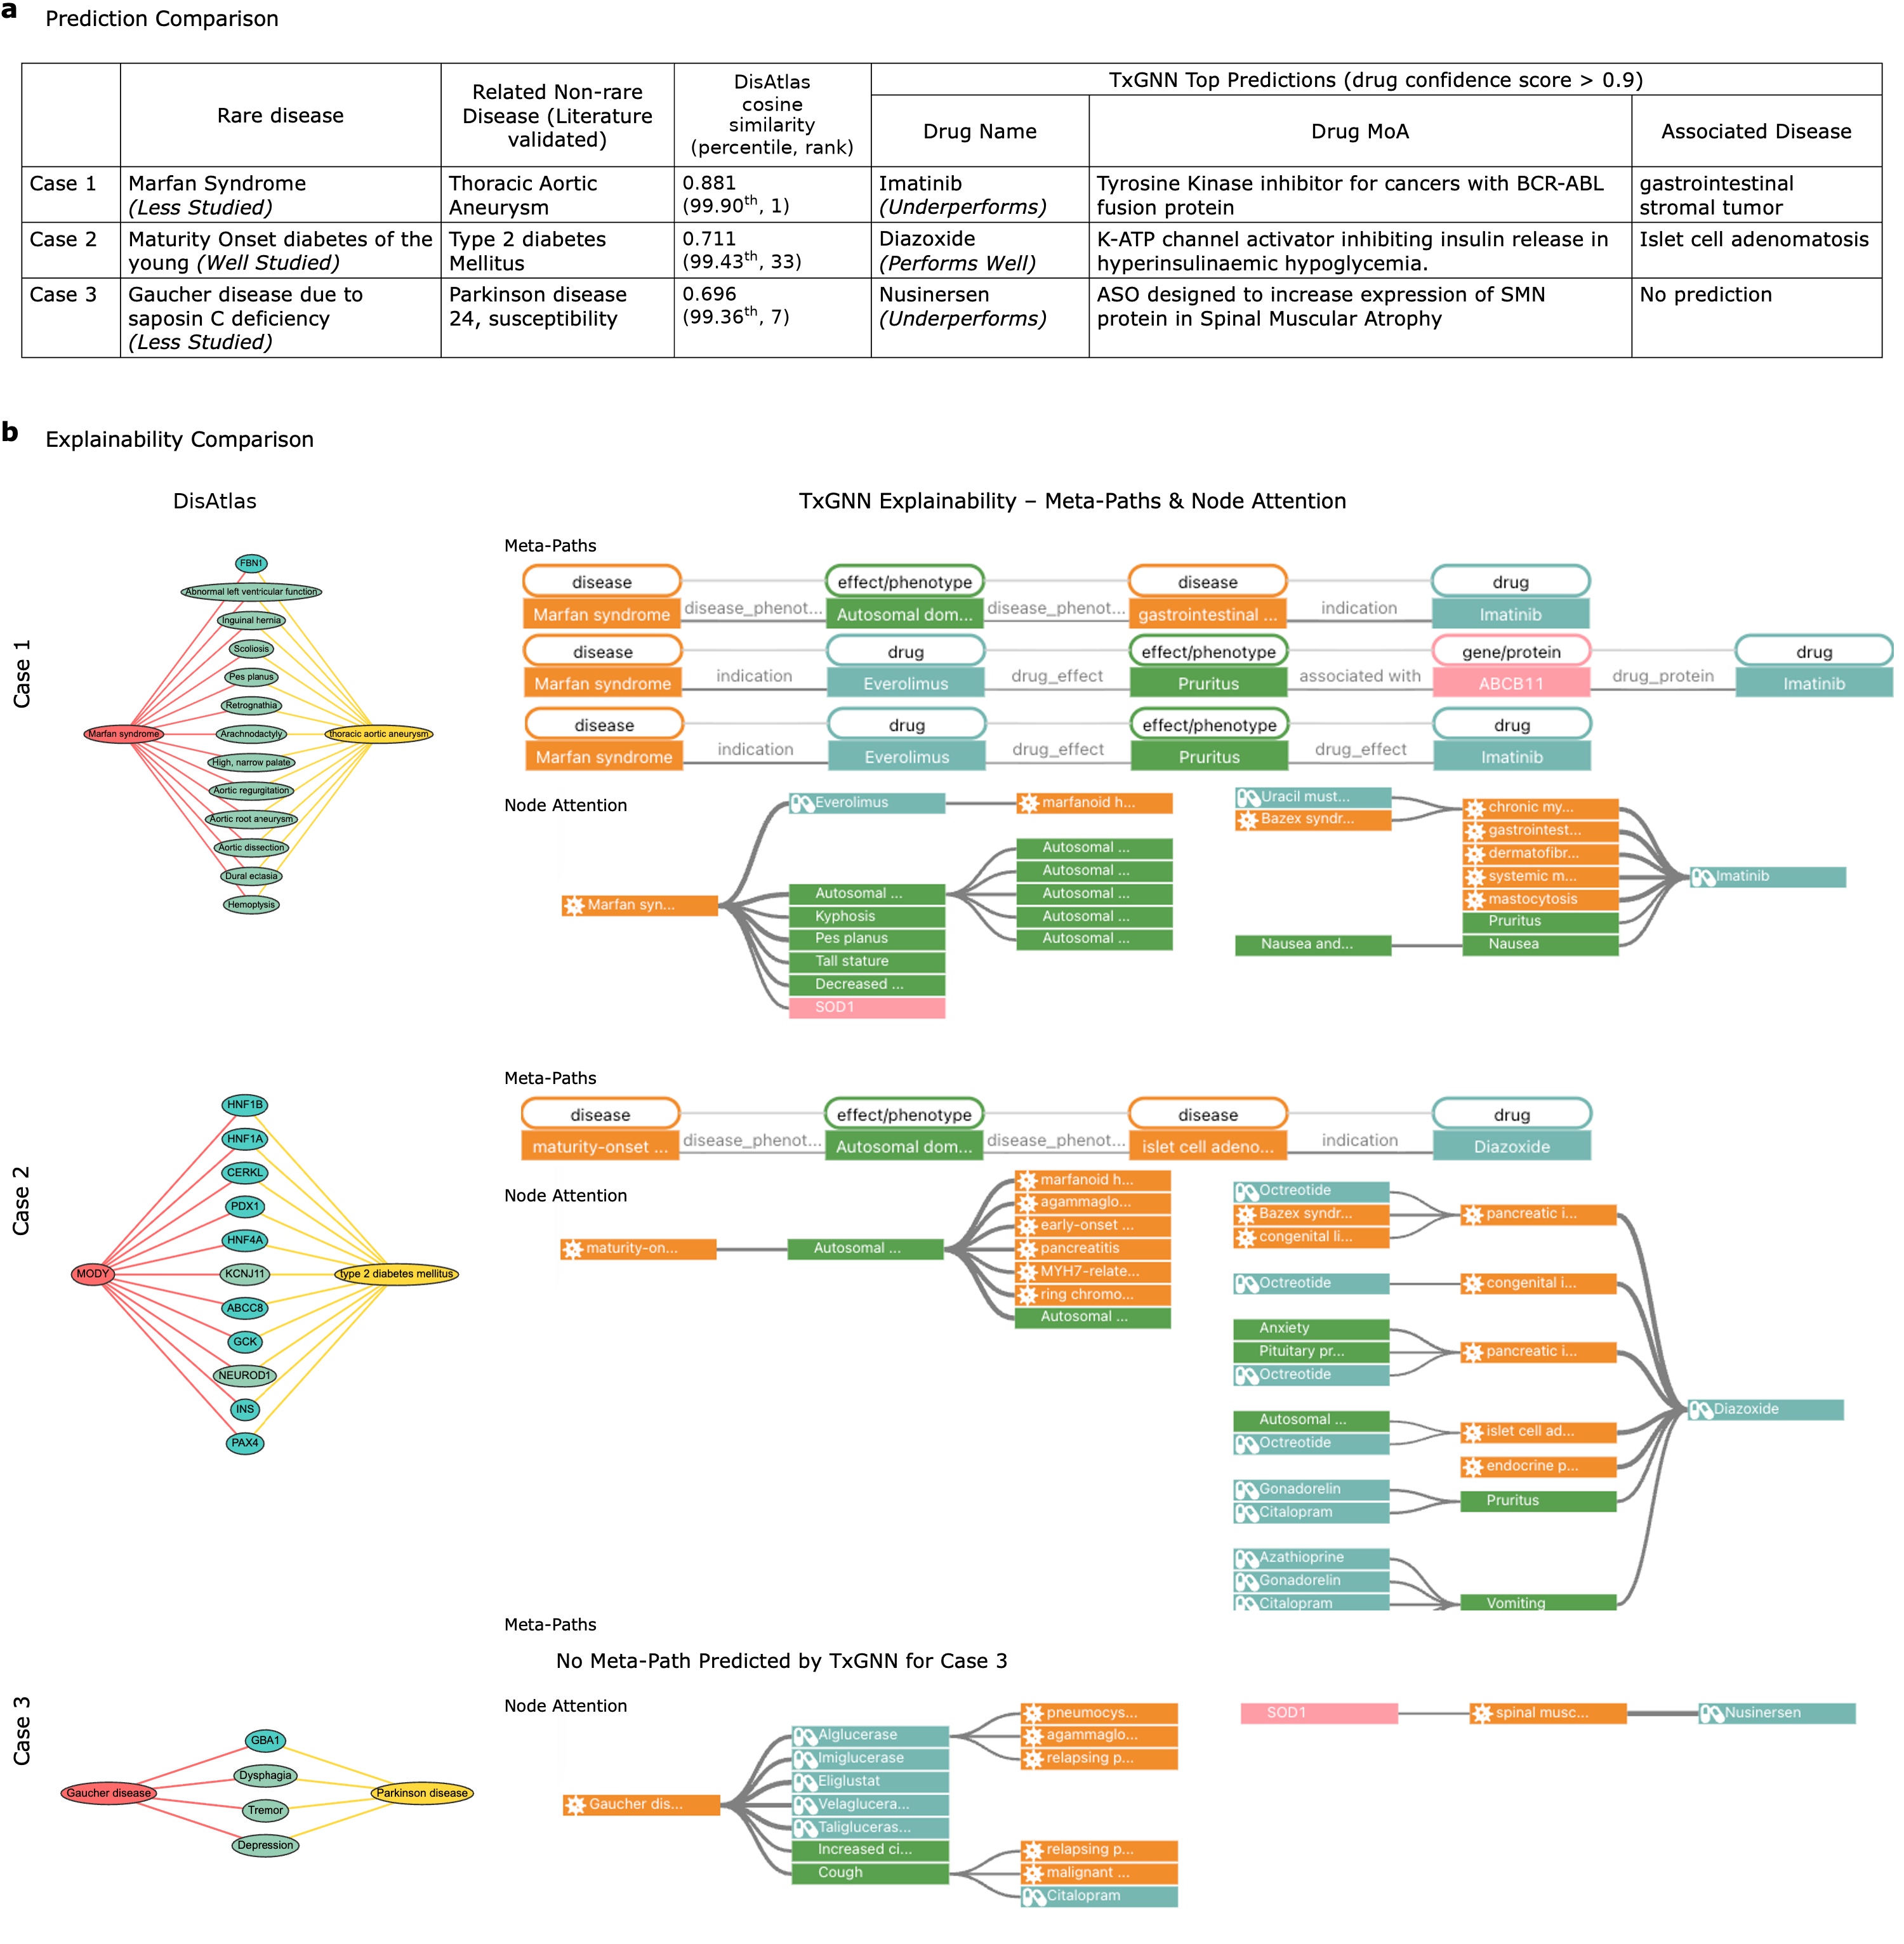 a Prediction Comparison
Rare disease
Related Non-rare
Disease (Literature
validated)
DisAtlas
cosine
similarity
(percentile, rank)
TxGNN Top Predictions (drug confidence score > 0.9)
Drug Name
Drug MoA
Associated Disease
Case 1
Marfan Syndrome
(Less Studied)
Thoracic Aortic
Aneurysm
0.881
(99.90th, 1)
Imatinib
(Underperforms)
Tyrosine Kinase inhibitor for cancers with BCR-ABL
fusion protein
gastrointestinal
stromal tumor
Case 2
Maturity Onset diabetes of the
young (Well Studied)
Type 2 diabetes
Mellitus
0.711
(99.43th, 33)
Diazoxide
(Performs Well)
K-ATP channel activator inhibiting insulin release in
hyperinsulinaemic hypoglycemia.
Islet cell adenomatosis
Case 3
Gaucher disease due to
saposin C deficiency
(Less Studied)
Parkinson disease
24, susceptibility
0.696
(99.36th, 7)
Nusinersen
(Underperforms)
ASO designed to increase expression of SMN
protein in Spinal Muscular Atrophy
No prediction
b Explainability Comparison
DisAtlas
TxGNN Explainability – Meta-Paths & Node Attention
Case 1
FBN1
Abnormal left ventricular function
Inguinal hernia
Scoliosis
Pes planus
Retrognathia
Marfan syndrome
Arachnodactyly
thoracic aortic aneurysm
High, narrow palate
Aortic regurgitation
Aortic root aneurysm
Aortic dissection
Dural ectasia
Hemoptysis
Meta-Paths
disease
effect/phenotype
disease
drug
Marfan syndrome
disease_phenot...
Autosomal dom...
disease_phenot...
gastrointestinal ...
indication
Imatinib
disease
drug
effect/phenotype
gene/protein
drug
Marfan syndrome
indication
Everolimus
drug_effect
Pruritus
associated with
ABCB11
drug_protein
Imatinib
disease
drug
effect/phenotype
drug
Marfan syndrome
indication
Everolimus
drug_effect
Pruritus
drug_effect
Imatinib
Node Attention
Marfan syn...
Everolimus
Autosomal ...
Kyphosis
Pes planus
Tall stature
Decreased ...
SOD1
marfanoid h...
Autosomal ...
Autosomal ...
Autosomal ...
Autosomal ...
Autosomal ...
Uracil must...
Bazex syndr...
Nausea and...
chronic my...
gastrointest...
dermatofibr...
systemic m...
mastocytosis
Pruritus
Nausea
Imatinib
Case 2
HNF1B
HNF1A
CERKL
PDX1
HNF4A
MODY
KCNJ11
type 2 diabetes mellitus
ABCC8
GCK
NEUROD1
INS
PAX4
Meta-Paths
disease
effect/phenotype
disease
drug
maturity-onset ...
disease_phenot...
Autosomal dom...
disease_phenot...
islet cell adeno...
indication
Diazoxide
Node Attention
maturity-on...
Autosomal ...
marfanoid h...
agammaglo...
early-onset ...
pancreatitis
MYH7-relate...
ring chromo...
Autosomal ...
Octreotide
Bazex syndr...
congenital li...
Octreotide
Anxiety
Pituitary pr...
Octreotide
Autosomal ...
Octreotide
Gonadorelin
Citalopram
Azathioprine
Gonadorelin
Citalopram
pancreatic i...
congenital i...
pancreatic i...
islet cell ad...
endocrine p...
Pruritus
Vomiting
Diazoxide
Case 3
GBA1
Dysphagia
Gaucher disease
Parkinson disease
Tremor
Depression
Meta-Paths
No Meta-Path Predicted by TxGNN for Case 3
Node Attention
Gaucher dis...
Alglucerase
Imiglucerase
Eliglustat
Velaglucera...
Taligluceras...
Increased ci...
Cough
pneumocys...
agammaglo...
relapsing p...
relapsing p...
malignant ...
Citalopram
SOD1
spinal musc...
Nusinersen